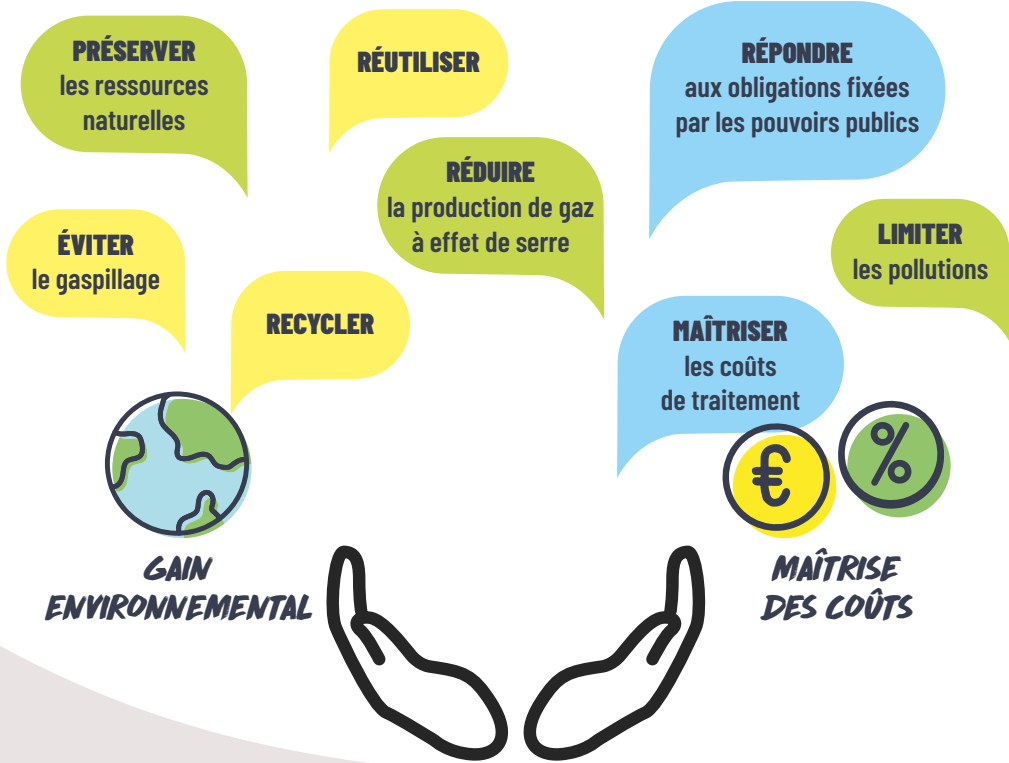 PRÉSERVER
les ressources
naturelles
RÉUTILISER
RÉPONDRE
aux obligations fixées
par les pouvoirs publics
RÉDUIRE
la production de gaz
à effet de serre
ÉVITER
le gaspillage
LIMITER
les pollutions
RECYCLER
MAÎTRISER
les coûts
de traitement
€
%
GAIN
ENVIRONNEMENTAL
MAÎTRISE
DES COÛTS